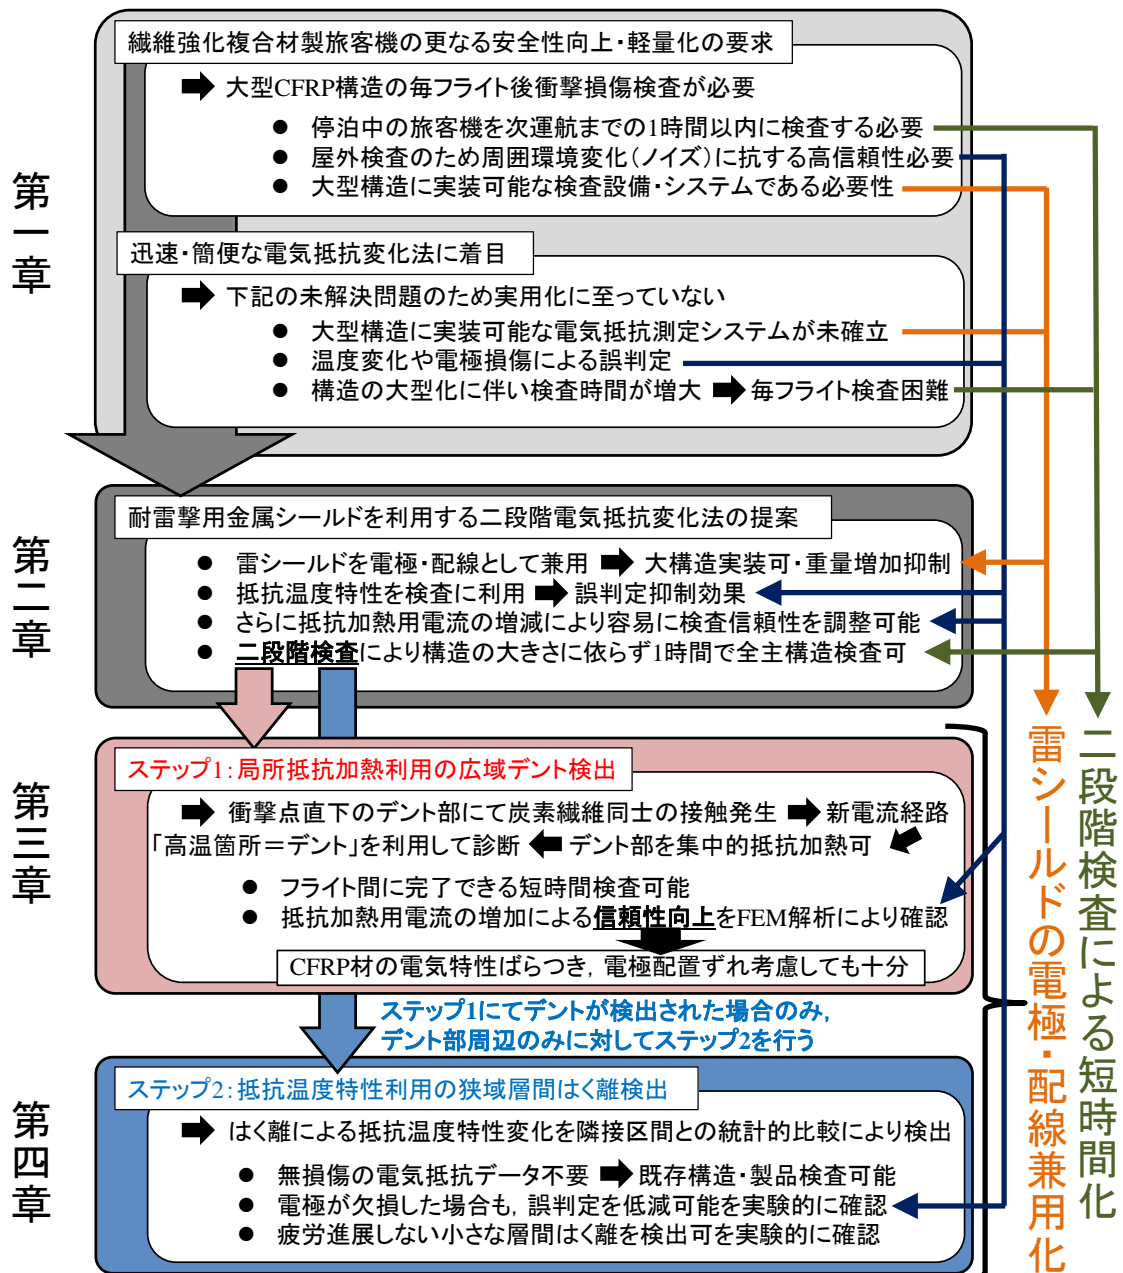 第一章
繊維強化複合材製旅客機の更なる安全性向上・軽量化の要求
➡ 大型CFRP構造の毎フライト後衝撃損傷検査が必要
● 停泊中の旅客機を次運航までの1時間以内に検査する必要
● 屋外検査のため周囲環境変化(ノイズ)に抗する高信頼性必要
● 大型構造に実装可能な検査設備・システムである必要性
迅速・簡便な電気抵抗変化法に着目
➡ 下記の未解決問題のため実用化に至っていない
● 大型構造に実装可能な電気抵抗測定システムが未確立
● 温度変化や電極損傷による誤判定
● 構造の大型化に伴い検査時間が増大 ➡ 毎フライト検査困難
第二章
耐雷撃用金属シールドを利用する二段階電気抵抗変化法の提案
● 雷シールドを電極・配線として兼用 ➡ 大構造実装可・重量増加抑制
● 抵抗温度特性を検査に利用 ➡ 誤判定抑制効果
● さらに抵抗加熱用電流の増減により容易に検査信頼性を調整可能
● 二段階検査により構造の大きさに依らず1時間で全主構造検査可
第三章
ステップ1:局所抵抗加熱利用の広域デント検出
➡ 衝撃点直下のデント部にて炭素繊維同士の接触発生 ➡ 新電流経路
「高温箇所=デント」を利用して診断 ⬅ デント部を集中的抵抗加熱可
● フライト間に完了できる短時間検査可能
● 抵抗加熱用電流の増加による信頼性向上をFEM解析により確認
CFRP材の電気特性ばらつき,電極配置ずれ考慮しても十分
ステップ1にてデントが検出された場合のみ,
デント部周辺のみに対してステップ2を行う
第四章
ステップ2:抵抗温度特性利用の狭域層間はく離検出
➡ はく離による抵抗温度特性変化を隣接区間との統計的比較により検出
● 無損傷の電気抵抗データ不要 ➡ 既存構造・製品検査可能
● 電極が欠損した場合も,誤判定を低減可能を実験的に確認
● 疲労進展しない小さな層間はく離を検出可を実験的に確認
雷シールドの電極・配線兼用化
二段階検査による短時間化